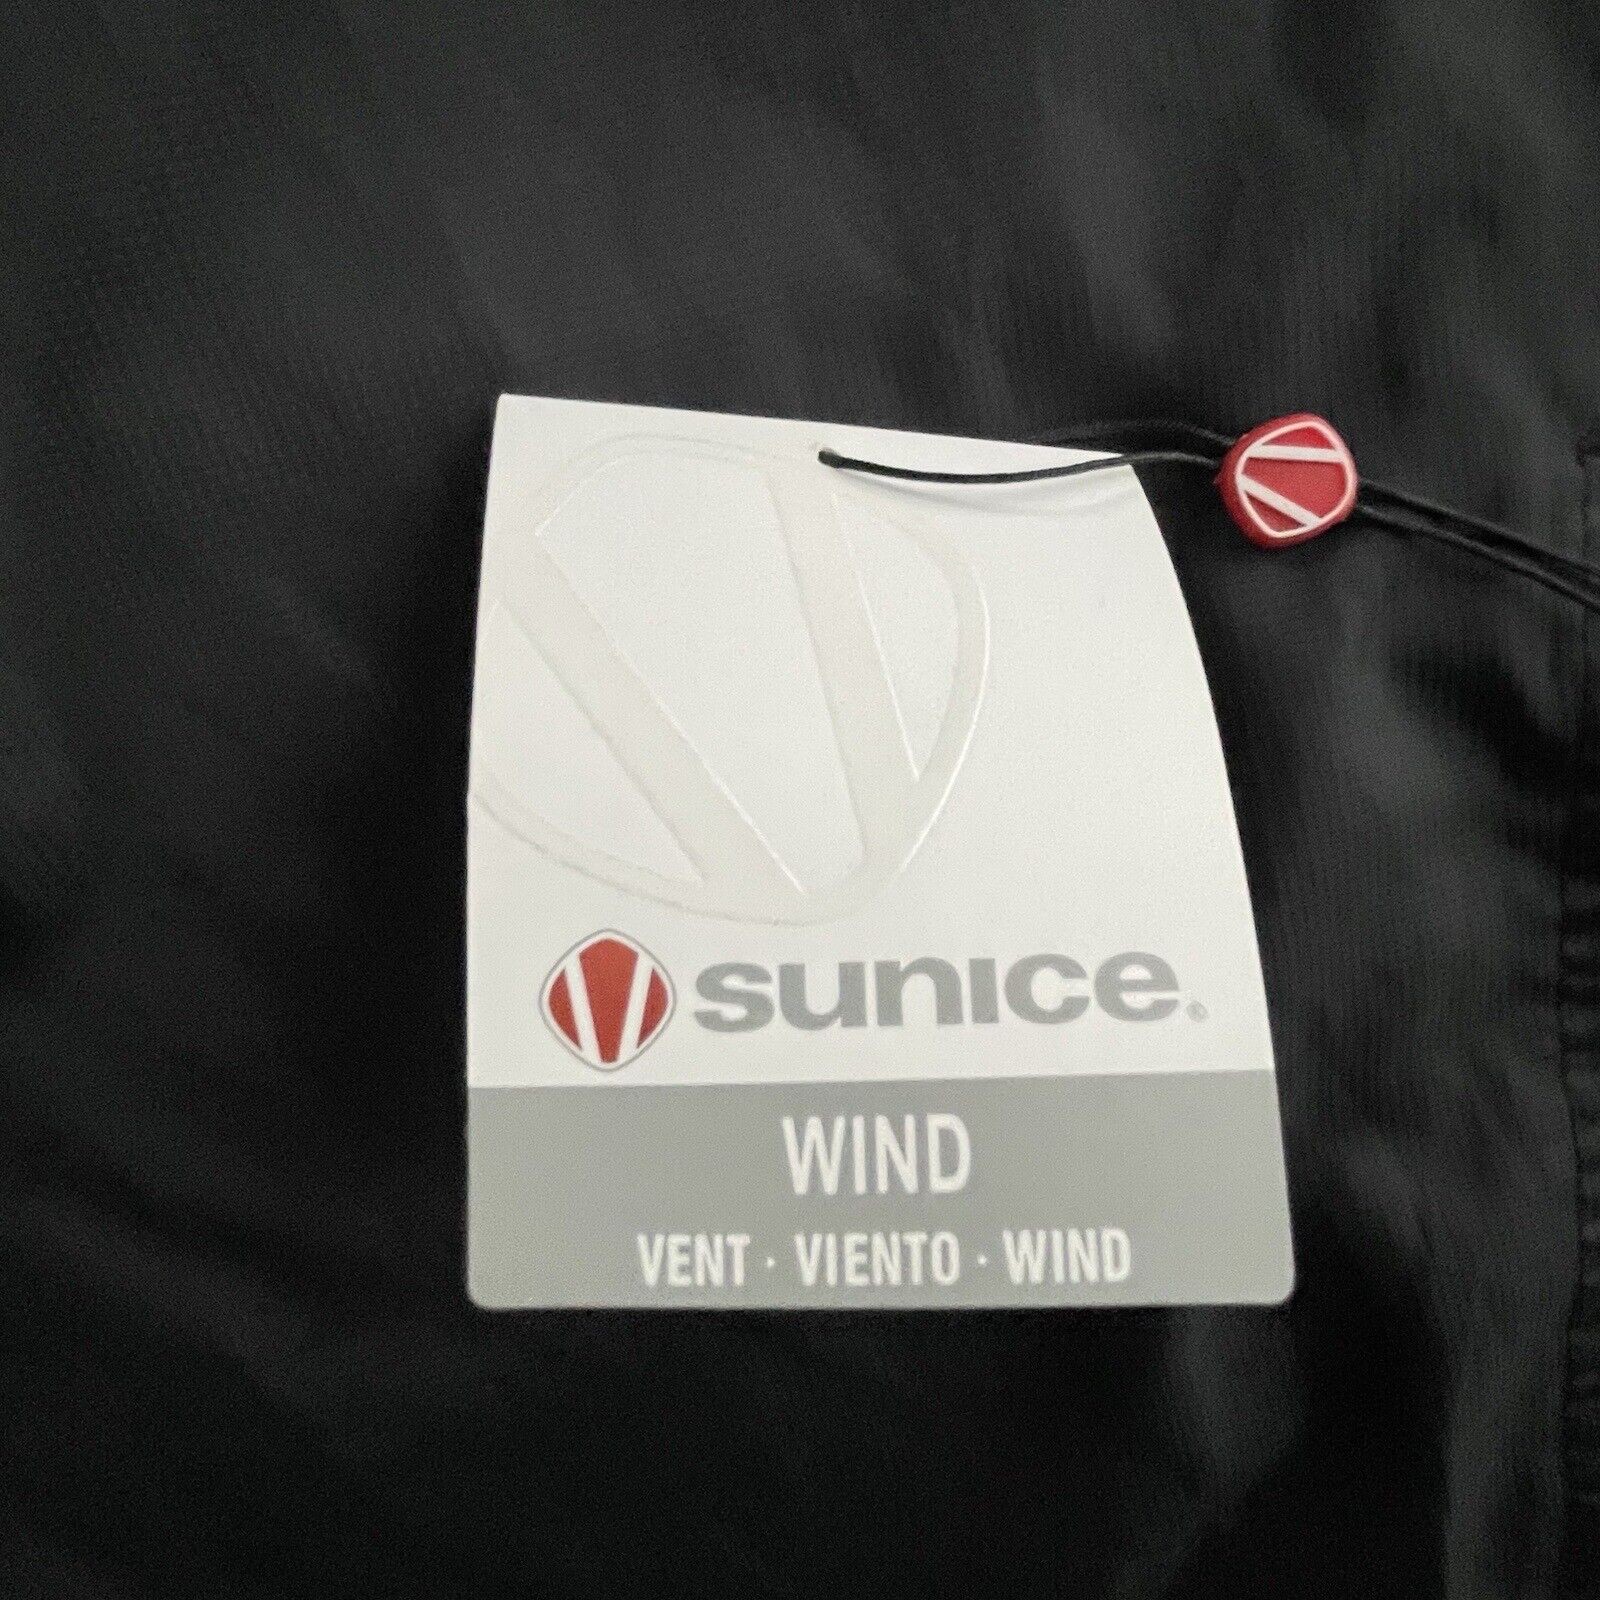 sunice®
WIND
VENT · VIENTO · WIND